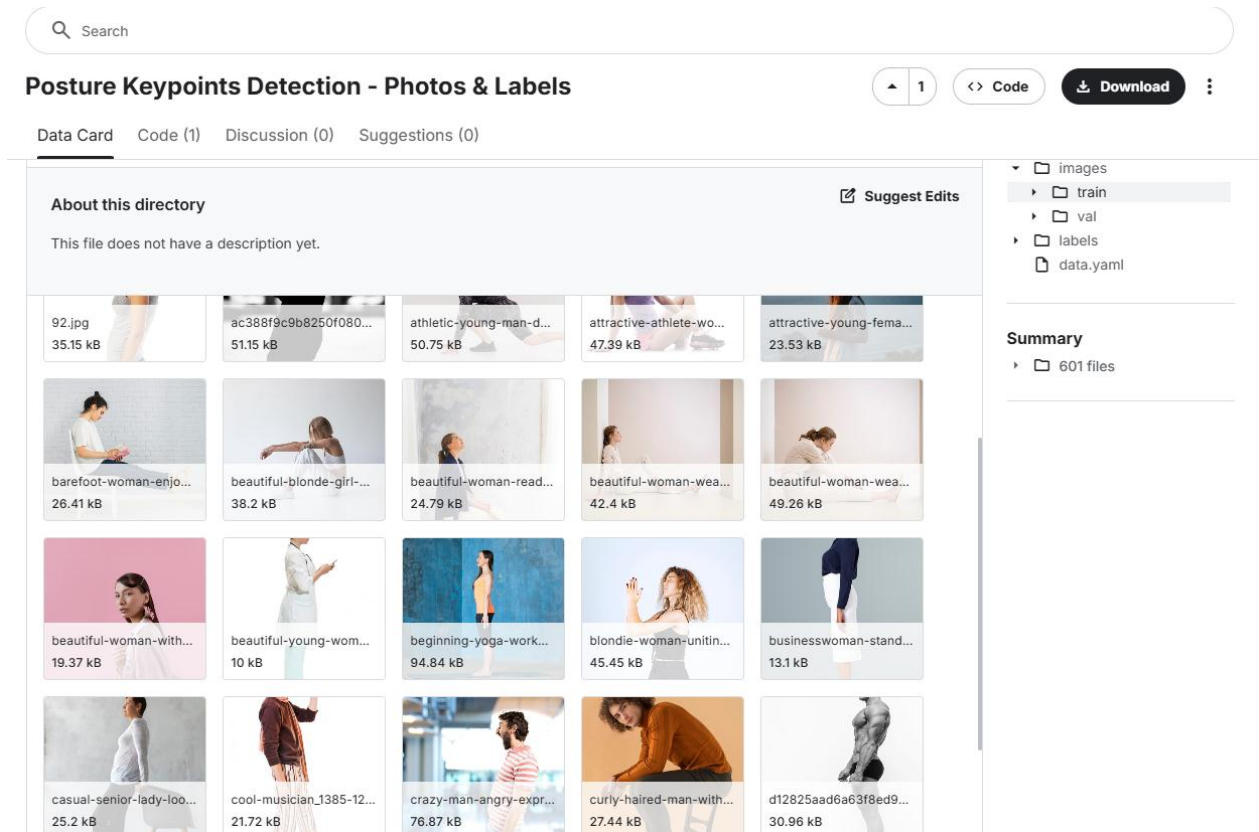 Search
Posture Keypoints Detection - Photos & Labels
1
<> Code
Download
Data Card
Code (1)
Discussion (0)
Suggestions (0)
About this directory
Suggest Edits
This file does not have a description yet.
92.jpg
35.15 kB
ac388f9c9b8250f080...
51.15 kB
athletic-young-man-d...
50.75 kB
attractive-athlete-wo...
47.39 kB
attractive-young-fema...
23.53 kB
barefoot-woman-enjo...
26.41 kB
beautiful-blonde-girl-...
38.2 kB
beautiful-woman-read...
24.79 kB
beautiful-woman-wea...
42.4 kB
beautiful-woman-wea...
49.26 kB
beautiful-woman-with...
19.37 kB
beautiful-young-wom...
10 kB
beginning-yoga-work...
94.84 kB
blondie-woman-unitin...
45.45 kB
businesswoman-stand...
13.1 kB
casual-senior-lady-loo...
25.2 kB
cool-musician_1385-12...
21.72 kB
crazy-man-angry-expr...
76.87 kB
curly-haired-man-with...
27.44 kB
d12825aad6a63f8ed9...
30.96 kB
images
train
val
labels
data.yaml
Summary
601 files